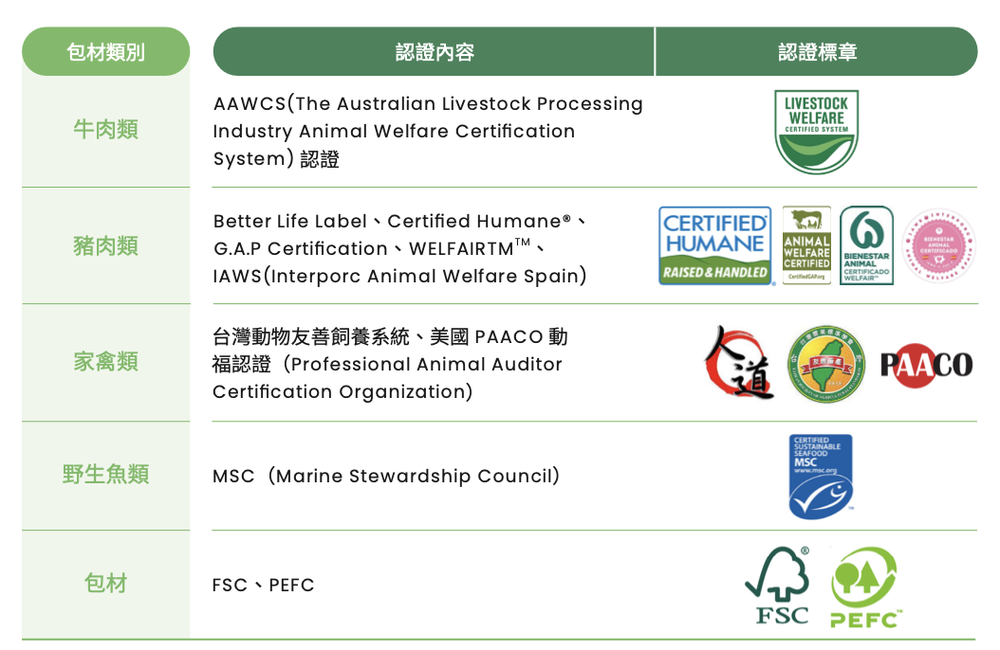 包材類別
認證內容
認證標章
牛肉類
AAWCS(The Australian Livestock Processing
Industry Animal Welfare Certification
System) 認證
LIVESTOCK
WELFARE
CERTIFIED SYSTEM
豬肉類
Better Life Label、Certified Humane®、
G.A.P Certification、WELFAIRTM™、
IAWS(Interporc Animal Welfare Spain)
CERTIFIED
HUMANE®
RAISED & HANDLED
ANIMAL
WELFARE
CERTIFIED
CertifiedGAP.org
BIENESTAR
ANIMAL
CERTIFICADO
WELFAIR™
BIENESTAR
ANIMAL
CERTIFICADO
家禽類
台灣動物友善飼養系統、美國 PAACO 動
福認證（Professional Animal Auditor
Certification Organization)
人道
友善畜產
PAACO
野生魚類
MSC（Marine Stewardship Council)
CERTIFIED
SUSTAINABLE
SEAFOOD
MSC
www.msc.org
™
包材
FSC、PEFC
®
FSC
PEFC™